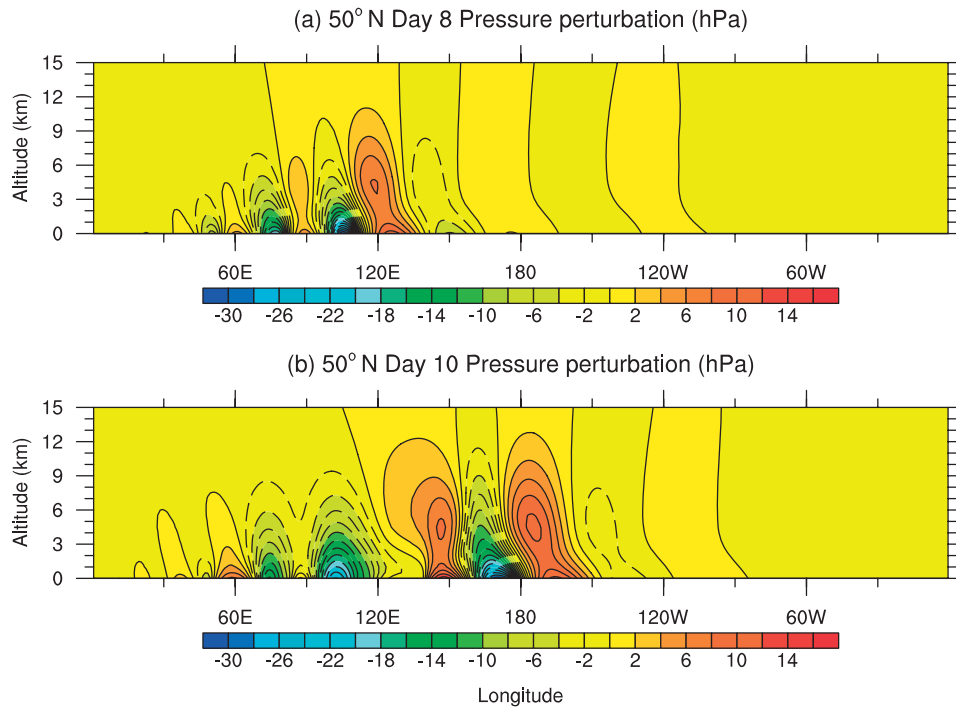 (a) 50° N Day 8 Pressure perturbation (hPa)
15
12
9
6
3
0
Altitude (km)
60E 120E 180 120W 60W
-30 -26 -22 -18 -14 -10 -6 -2 2 6 10 14
(b) 50° N Day 10 Pressure perturbation (hPa)
15
12
9
6
3
0
Altitude (km)
60E 120E 180 120W 60W
-30 -26 -22 -18 -14 -10 -6 -2 2 6 10 14
Longitude